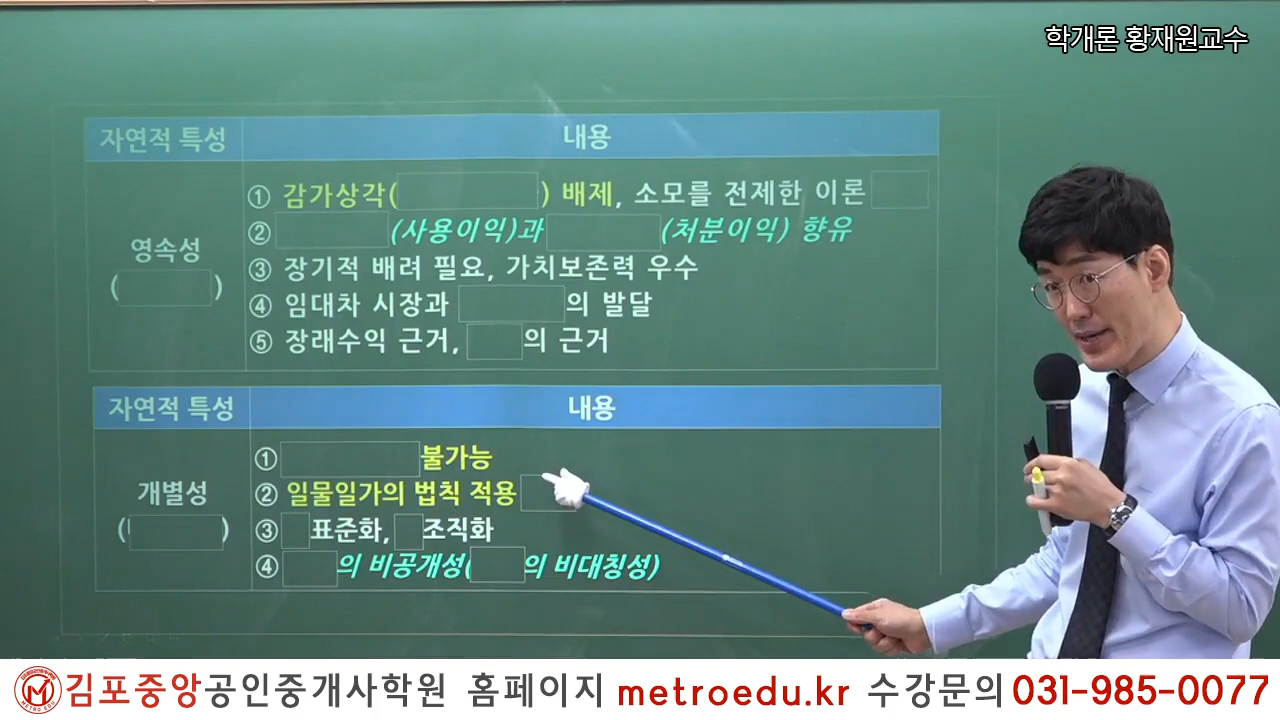 학개론 황재원교수
자연적 특성 내용
영속성
( )
① 감가상각( ) 배제, 소모를 전제한 이론
② (사용이익)과 (처분이익) 향유
③ 장기적 배려 필요, 가치보존력 우수
④ 임대차 시장과 의 발달
⑤ 장래수익 근거, 의 근거
자연적 특성 내용
개별성
( )
① 불가능
② 일물일가의 법칙 적용
③ 표준화, 조직화
④ 의 비공개성( 의 비대칭성)
METRO EDU
김포중앙공인중개사학원 홈페이지 metroedu.kr 수강문의 031-985-0077